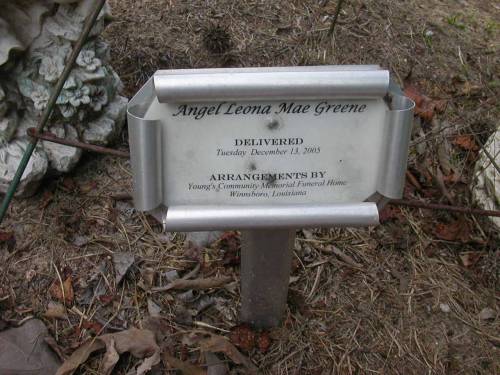 Angel Leona Mae Greene
DELIVERED
Tuesday December 13, 2005
ARRANGEMENTS BY
Young's Community Memorial Funeral Home
Winnsboro, Louisiana